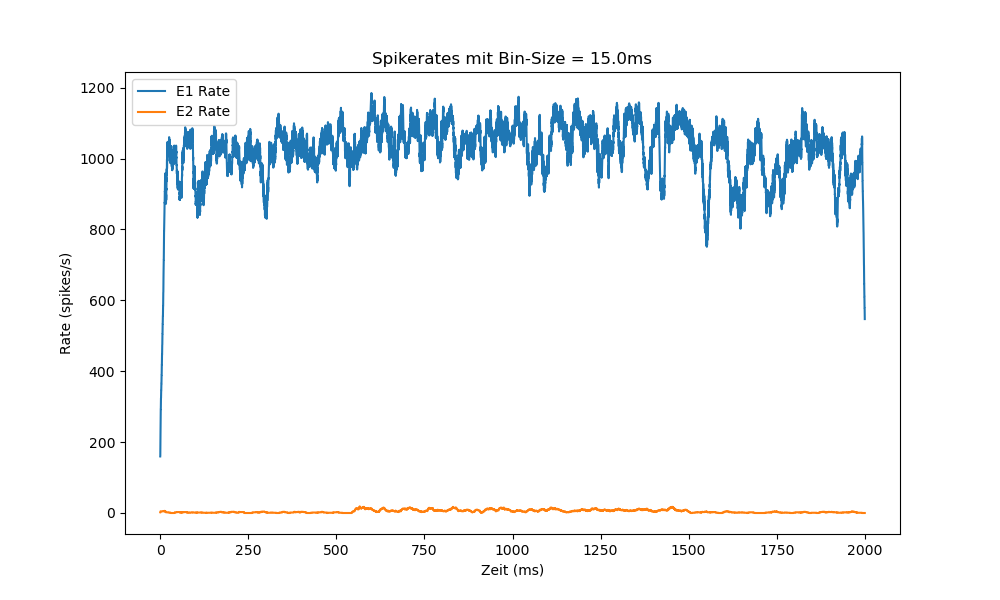 Spikerates mit Bin-Size = 15.0ms
E1 Rate
E2 Rate
1200
1000
800
600
400
200
0
Rate (spikes/s)
0 250 500 750 1000 1250 1500 1750 2000
Zeit (ms)